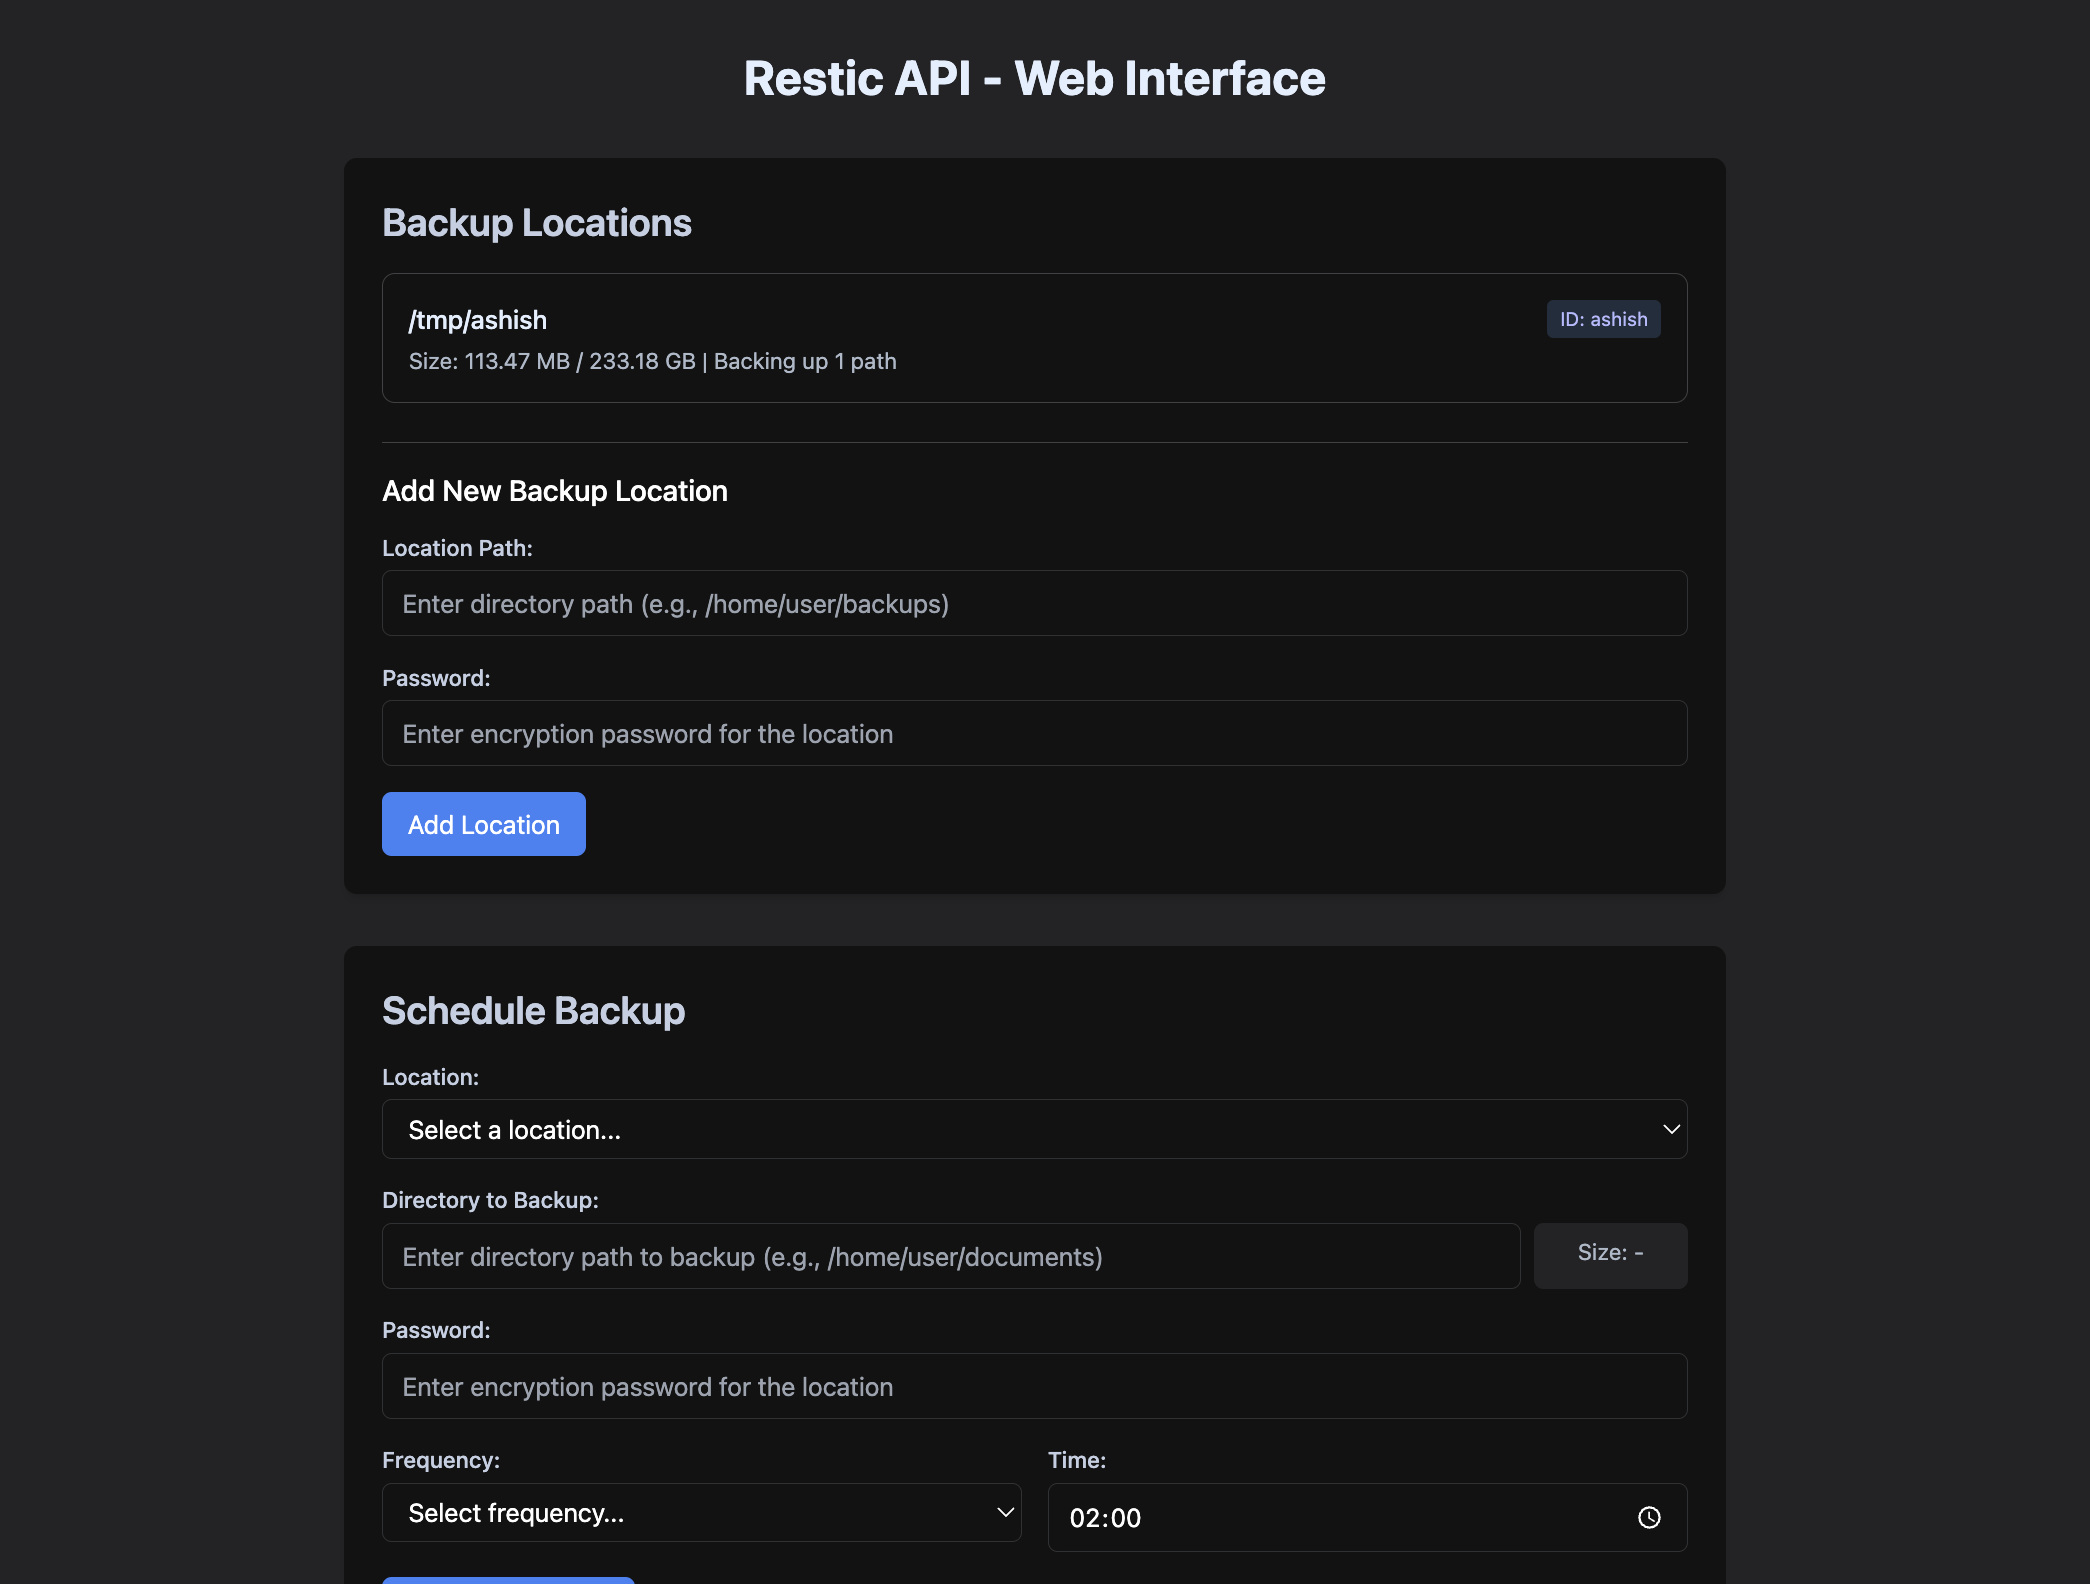 Restic API - Web Interface
Backup Locations
/tmp/ashish
ID: ashish
Size: 113.47 MB / 233.18 GB | Backing up 1 path
Add New Backup Location
Location Path:
Enter directory path (e.g., /home/user/backups)
Password:
Enter encryption password for the location
Add Location
Schedule Backup
Location:
Select a location...
Directory to Backup:
Enter directory path to backup (e.g., /home/user/documents)
Size: -
Password:
Enter encryption password for the location
Frequency:
Time:
Select frequency...
02:00